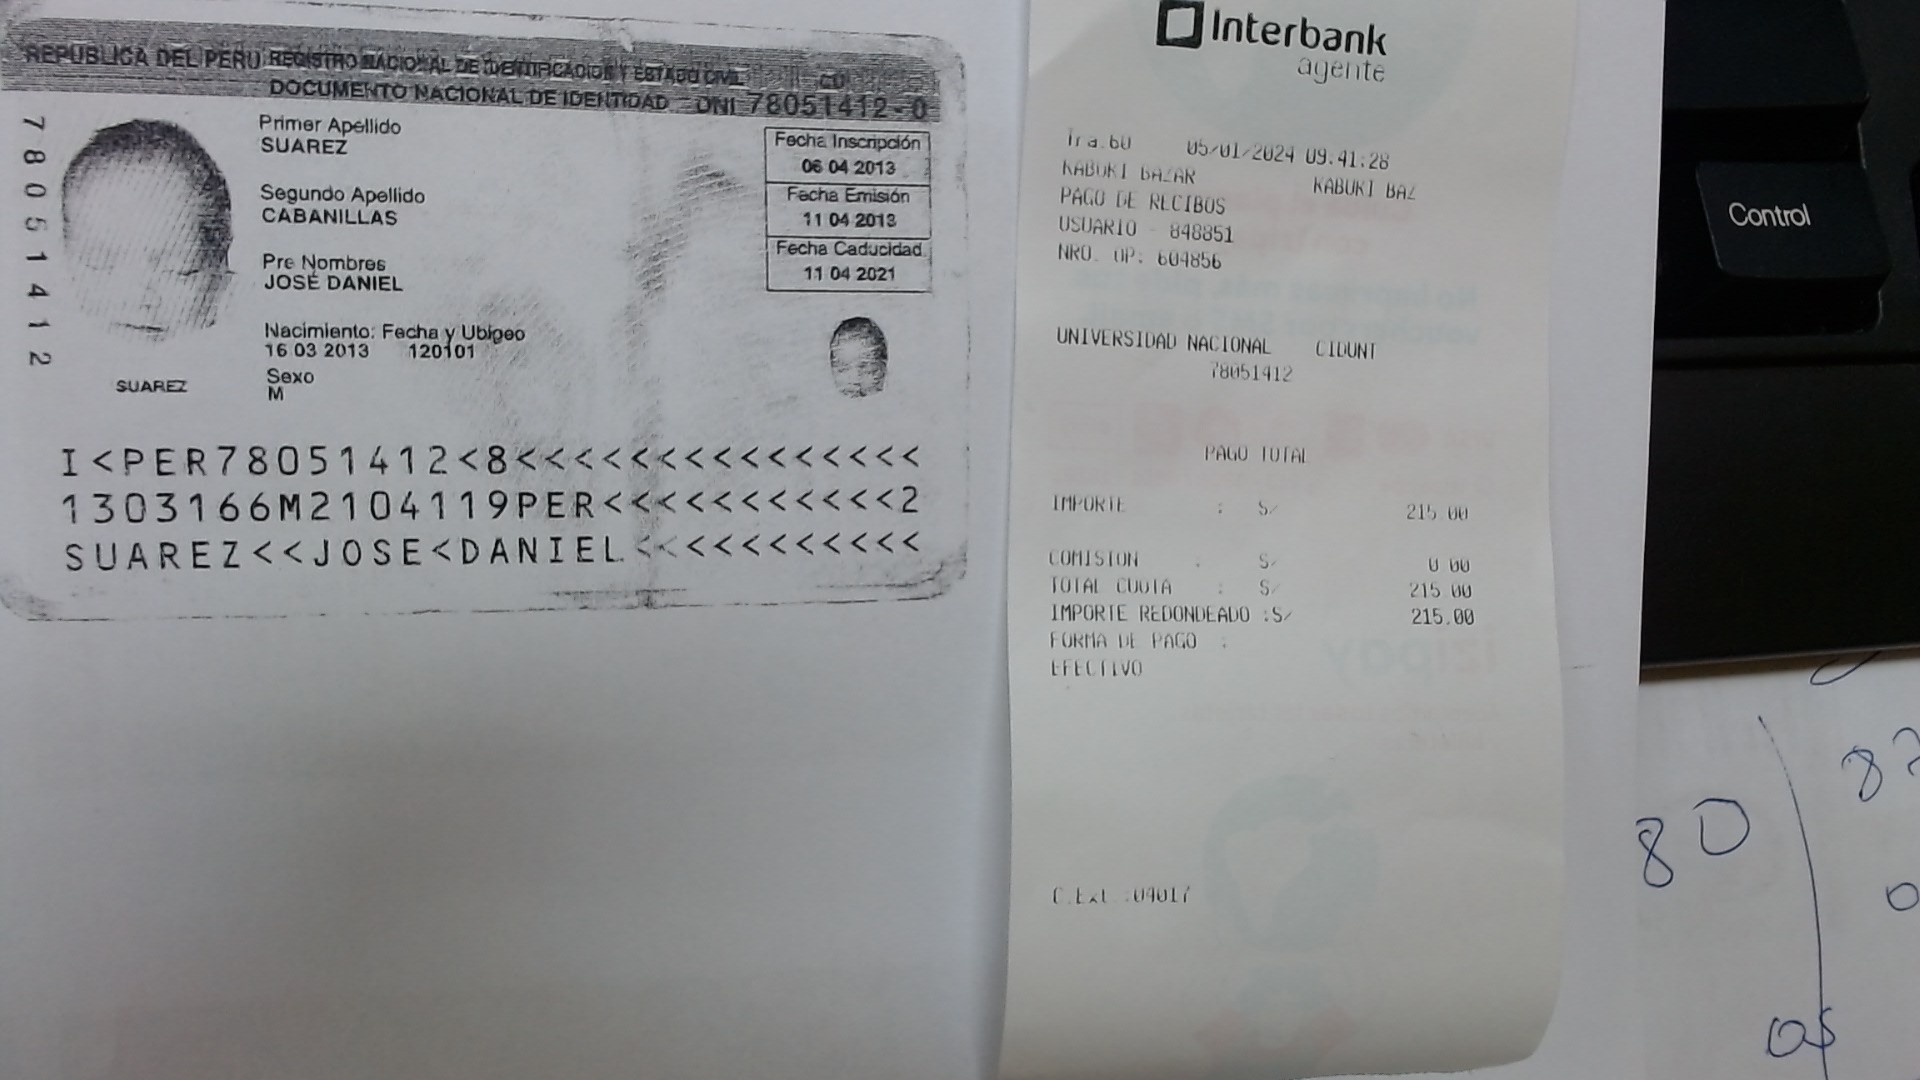 REPUBLICA DEL PERU REGISTRO NACIONAL DE IDENTIFICACION Y ESTADO CIVIL
DOCUMENTO NACIONAL DE IDENTIDAD - DNI 78051412-0
78051412
Primer Apellido
SUAREZ
Segundo Apellido
CABANILLAS
Pre Nombres
JOSÉ DANIEL
Nacimiento: Fecha y Ubigeo
16 03 2013 120101
Sexo
M
SUAREZ
Fecha Inscripción
06 04 2013
Fecha Emisión
11 04 2013
Fecha Caducidad
11 04 2021
I<PER78051412<8<<<<<<<<<<<<<<<
1303166M2104119PER<<<<<<<<<<<2
SUAREZ<<JOSE<DANIEL<<<<<<<<<<<
Interbank
agente
Tra.60 05/01/2024 09:41:28
KABUKI BAZAR KABUKI BAZ
PAGO DE RECIBOS
USUARIO - 848851
NRO. OP: 604856
UNIVERSIDAD NACIONAL CIDUNT
78051412
PAGO TOTAL
IMPORTE : S/ 215.00
COMISION : S/ 0.00
TOTAL CUOTA : S/ 215.00
IMPORTE REDONDEADO :S/ 215.00
FORMA DE PAGO :
EFECTIVO
C.Ext.:04017
Control
80
05